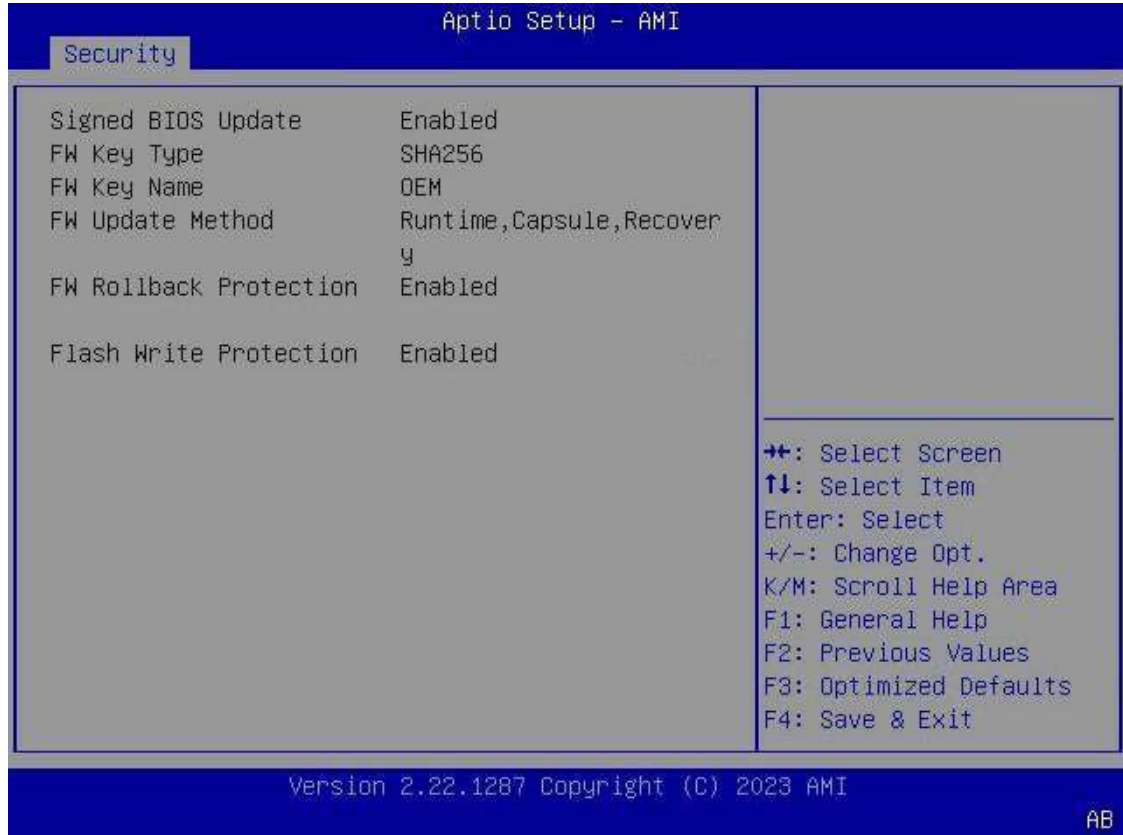 Aptio Setup – AMI
Security
Signed BIOS Update Enabled
FW Key Type SHA256
FW Key Name OEM
FW Update Method Runtime,Capsule,Recover
y
FW Rollback Protection Enabled
Flash Write Protection Enabled
→←: Select Screen
↑↓: Select Item
Enter: Select
+/-: Change Opt.
K/M: Scroll Help Area
F1: General Help
F2: Previous Values
F3: Optimized Defaults
F4: Save & Exit
Version 2.22.1287 Copyright (C) 2023 AMI
AB